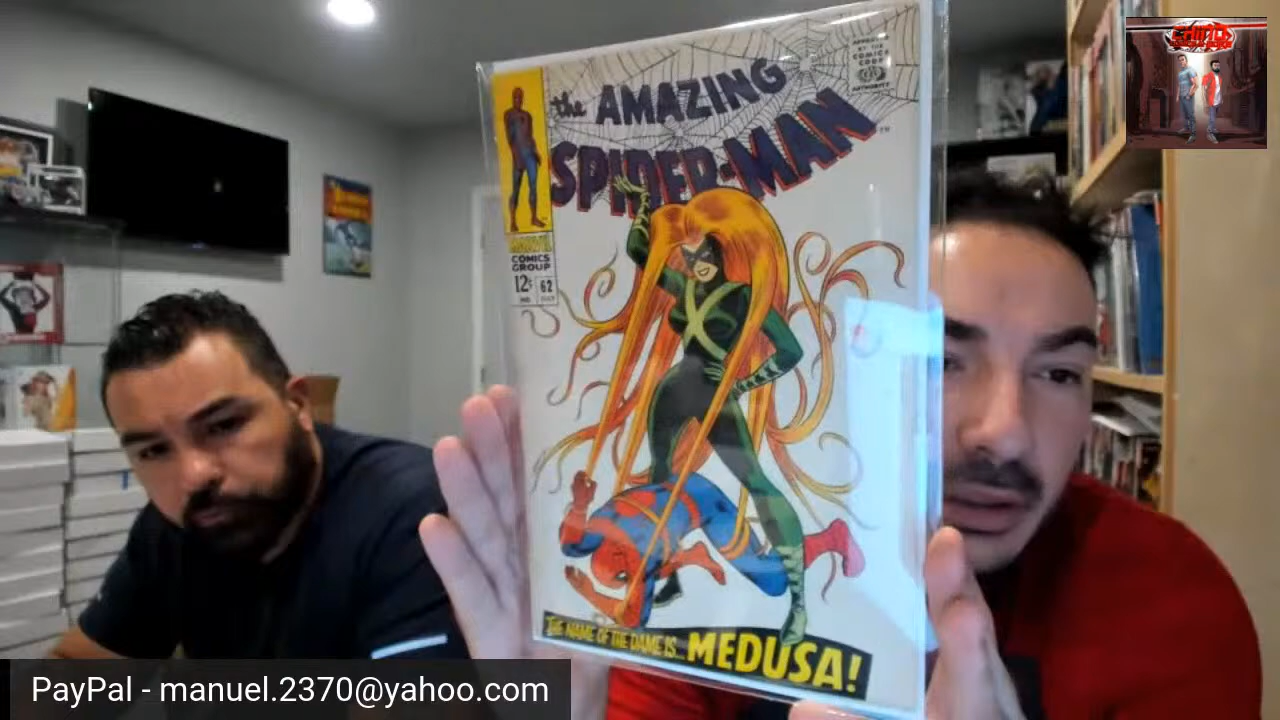 the AMAZING
SPIDER-MAN
APPROVED
BY THE
COMICS
CODE
AUTHORITY
MARVEL
COMICS
GROUP
12¢ 62
IND. JULY
THE NAME OF THE DAME IS... MEDUSA!
PayPal - manuel.2370@yahoo.com